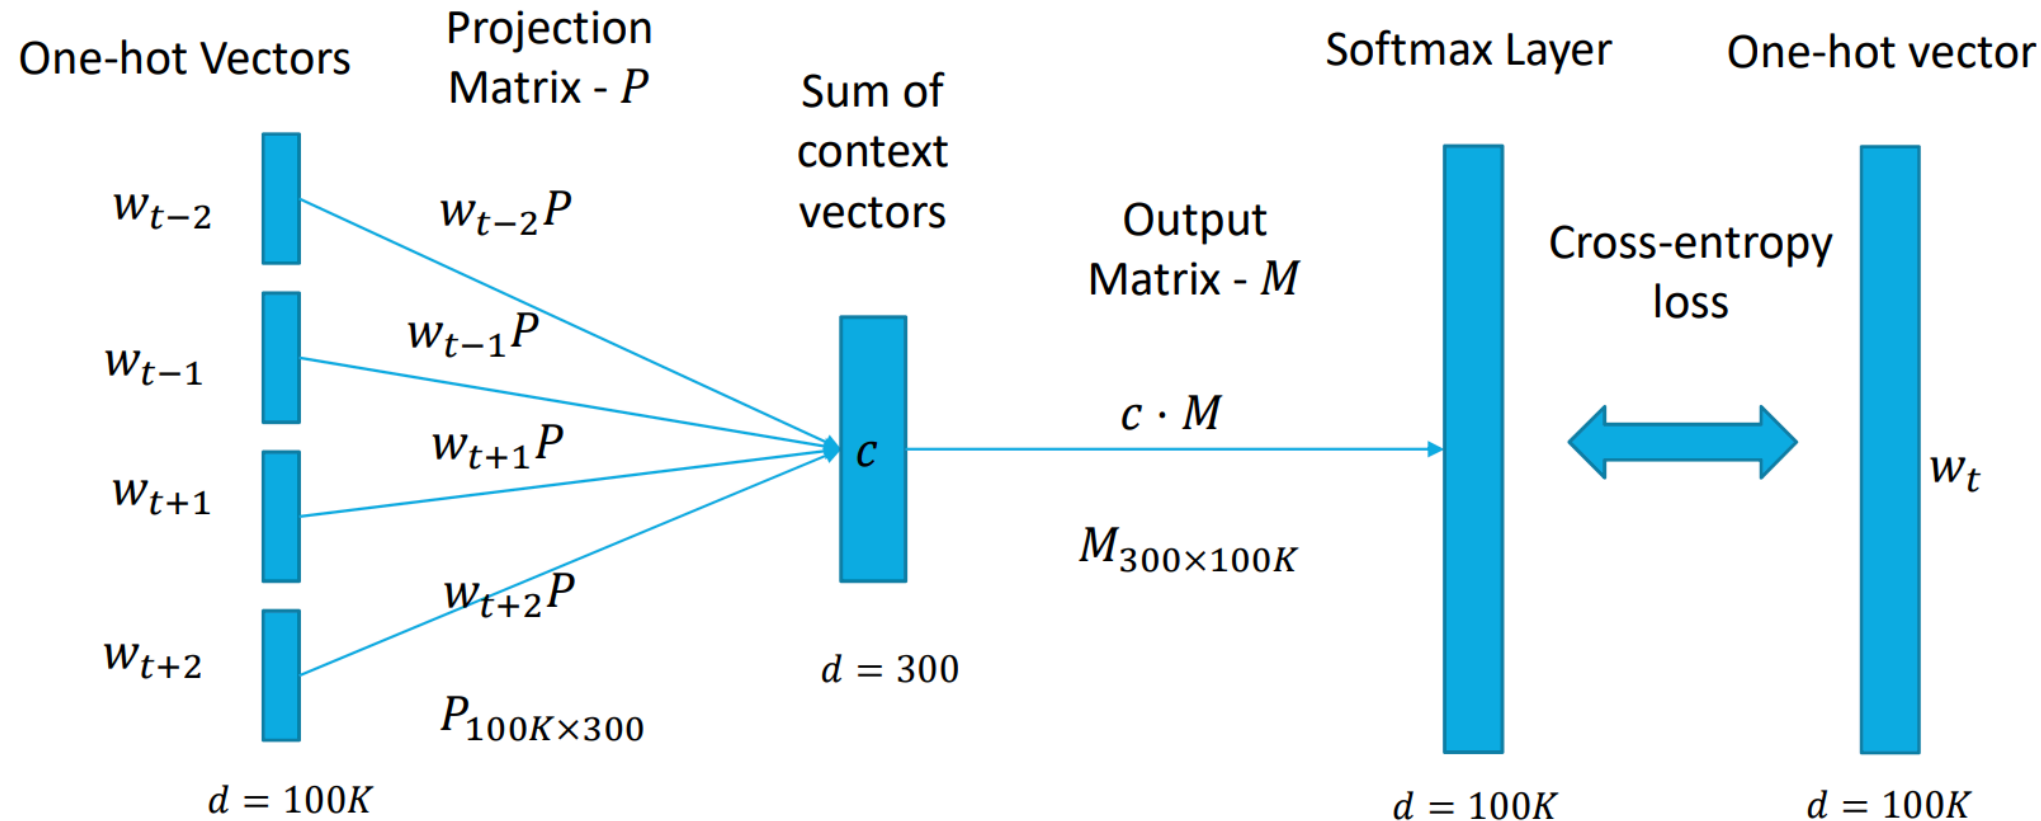 One-hot Vectors
Projection
Matrix - P
Sum of
context
vectors
Softmax Layer
One-hot vector
w_{t−2}
w_{t−2}P
w_{t−1}
w_{t−1}P
w_{t+1}
w_{t+1}P
w_{t+2}
w_{t+2}P
P_{100K×300}
d = 100K
c
d = 300
Output
Matrix - M
c · M
M_{300×100K}
d = 100K
Cross-entropy
loss
w_t
d = 100K